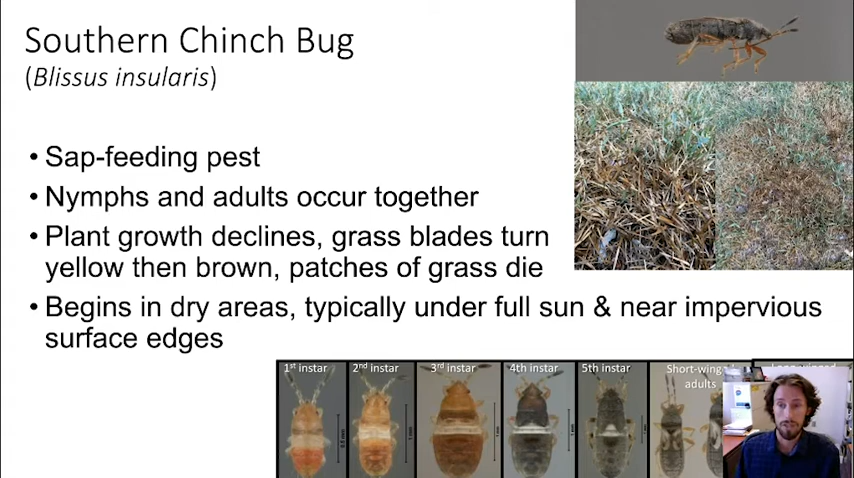 Southern Chinch Bug
(Blissus insularis)
• Sap-feeding pest
• Nymphs and adults occur together
• Plant growth declines, grass blades turn
yellow then brown, patches of grass die
• Begins in dry areas, typically under full sun & near impervious
surface edges
1st instar
2nd instar
3rd instar
4th instar
5th instar
adults